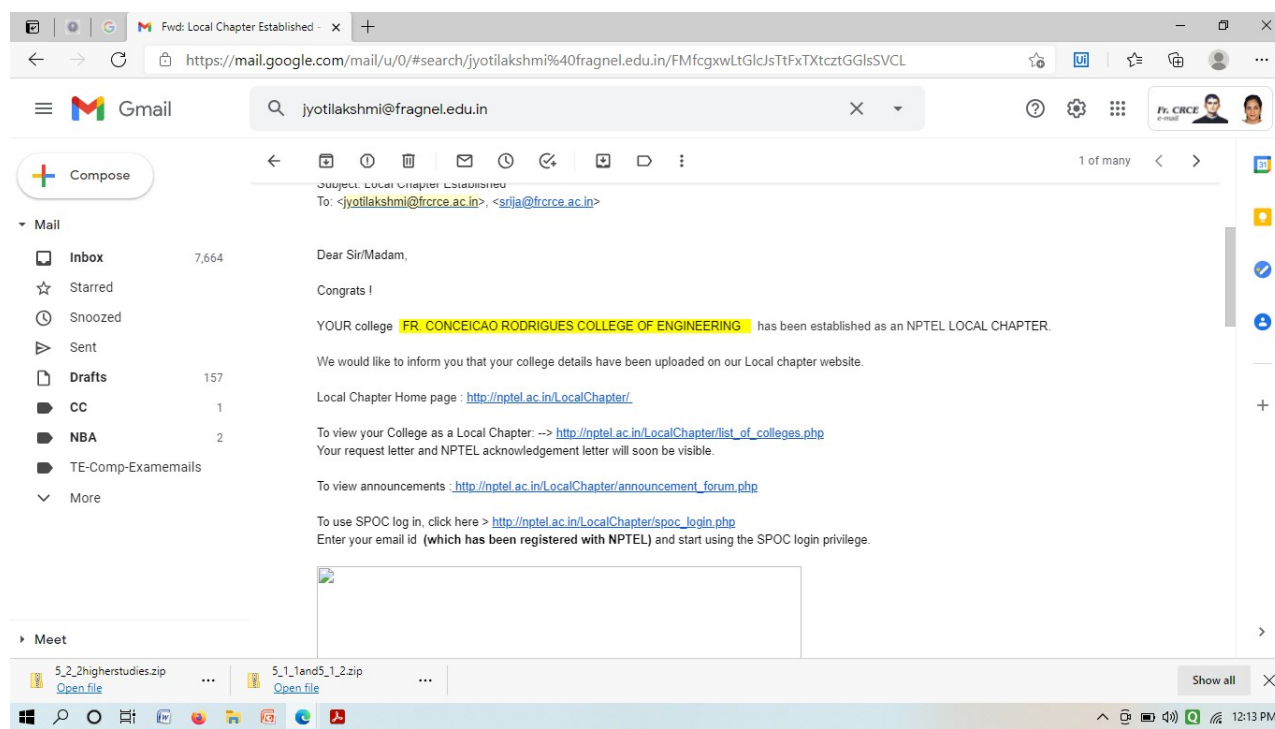 Fwd: Local Chapter Established -
https://mail.google.com/mail/u/0/#search/jyotilakshmi%40fragnel.edu.in/FMfcgxwLtGlcJsTtFxTXtcztGGlsSVCL
Gmail
jyotilakshmi@fragnel.edu.in
Fr. CRCE
e-mail
Compose
1 of many
Mail
Inbox 7,664
Starred
Snoozed
Sent
Drafts 157
CC 1
NBA 2
TE-Comp-Examemails
More
Meet
Subject: Local Chapter Established
To: <jyotilakshmi@frcrce.ac.in>, <srija@frcrce.ac.in>
Dear Sir/Madam,
Congrats !
YOUR college FR. CONCEICAO RODRIGUES COLLEGE OF ENGINEERING has been established as an NPTEL LOCAL CHAPTER.
We would like to inform you that your college details have been uploaded on our Local chapter website.
Local Chapter Home page : http://nptel.ac.in/LocalChapter/
To view your College as a Local Chapter: --> http://nptel.ac.in/LocalChapter/list_of_colleges.php
Your request letter and NPTEL acknowledgement letter will soon be visible.
To view announcements : http://nptel.ac.in/LocalChapter/announcement_forum.php
To use SPOC log in, click here > http://nptel.ac.in/LocalChapter/spoc_login.php
Enter your email id (which has been registered with NPTEL) and start using the SPOC login privilege.
31
5_2_2higherstudies.zip
Open file
5_1_1and5_1_2.zip
Open file
Show all
12:13 PM